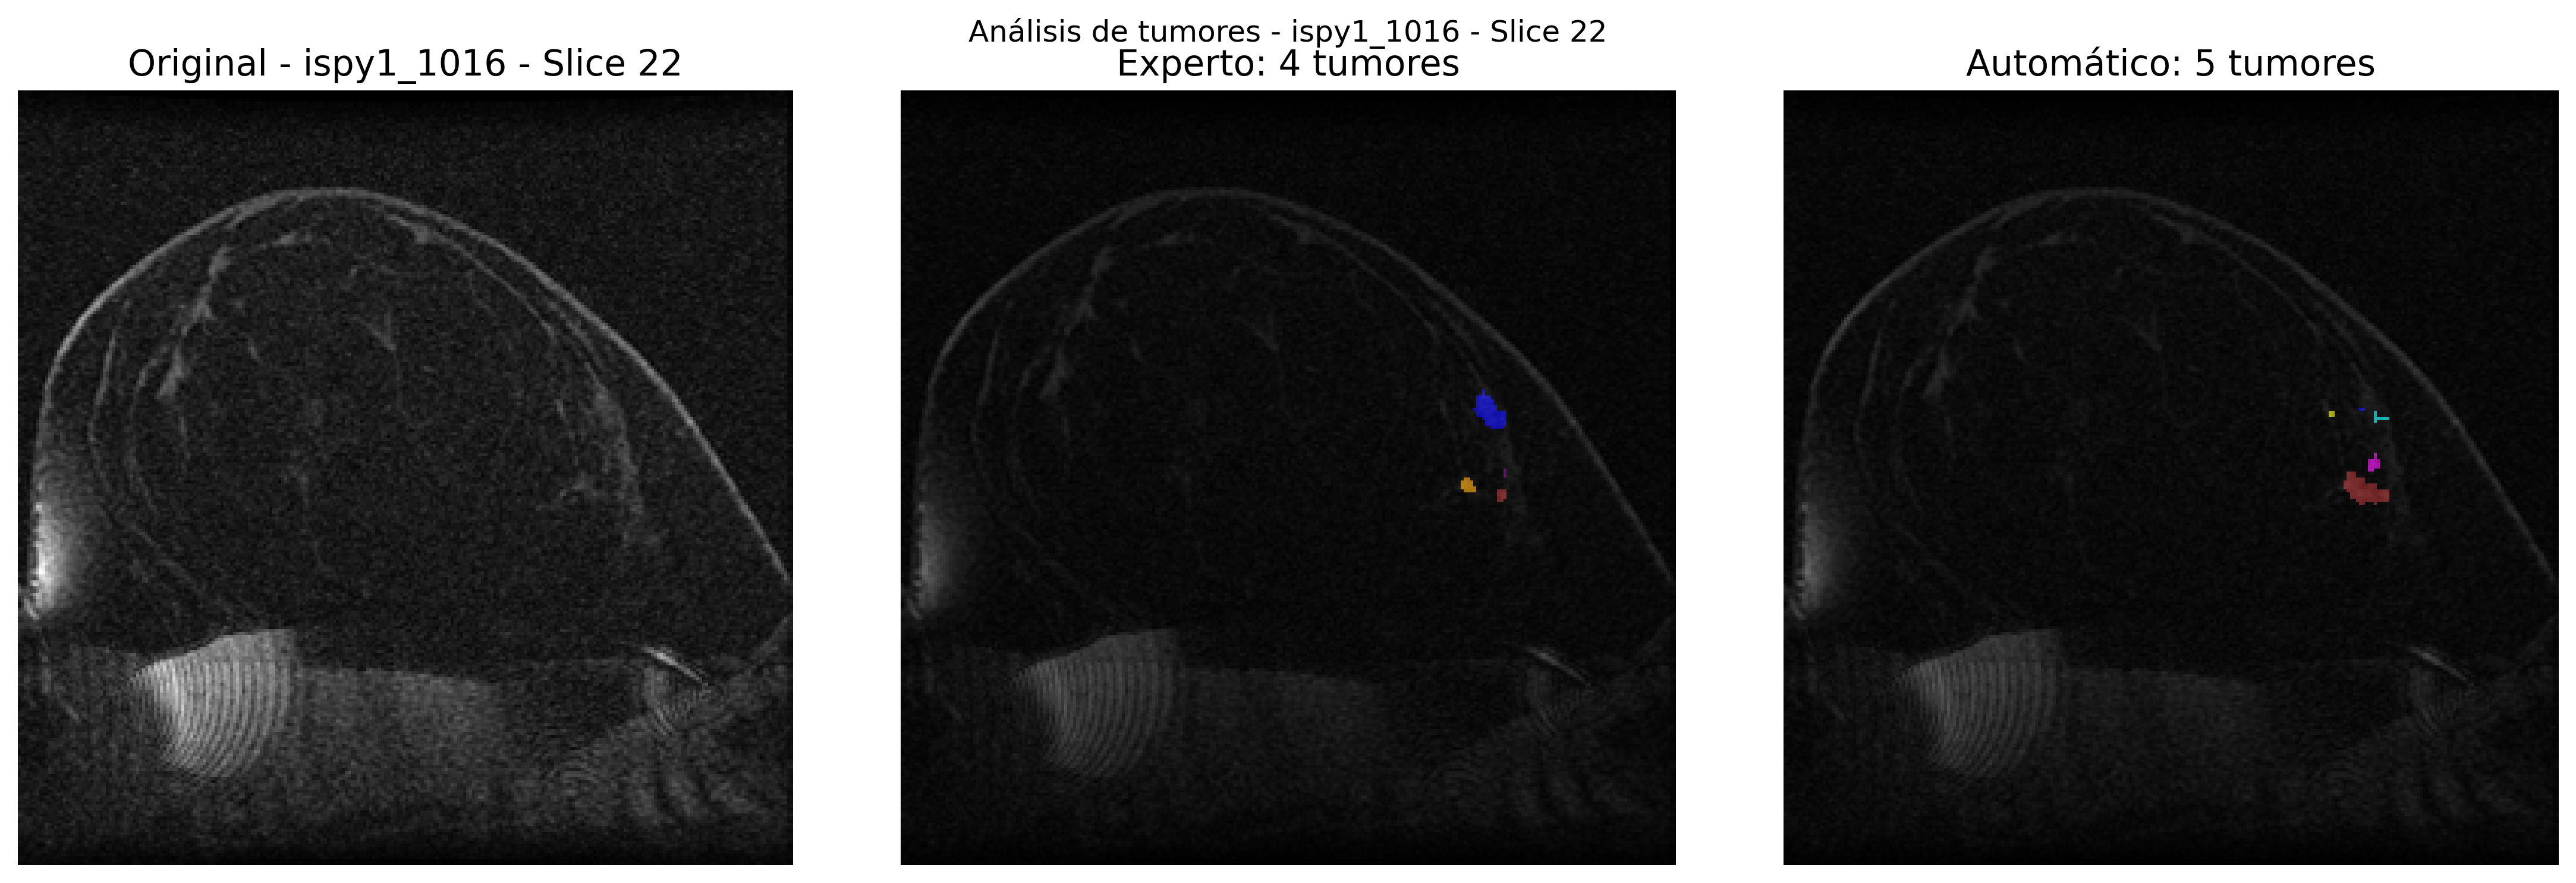 Análisis de tumores - ispy1_1016 - Slice 22
Original - ispy1_1016 - Slice 22
Experto: 4 tumores
Automático: 5 tumores